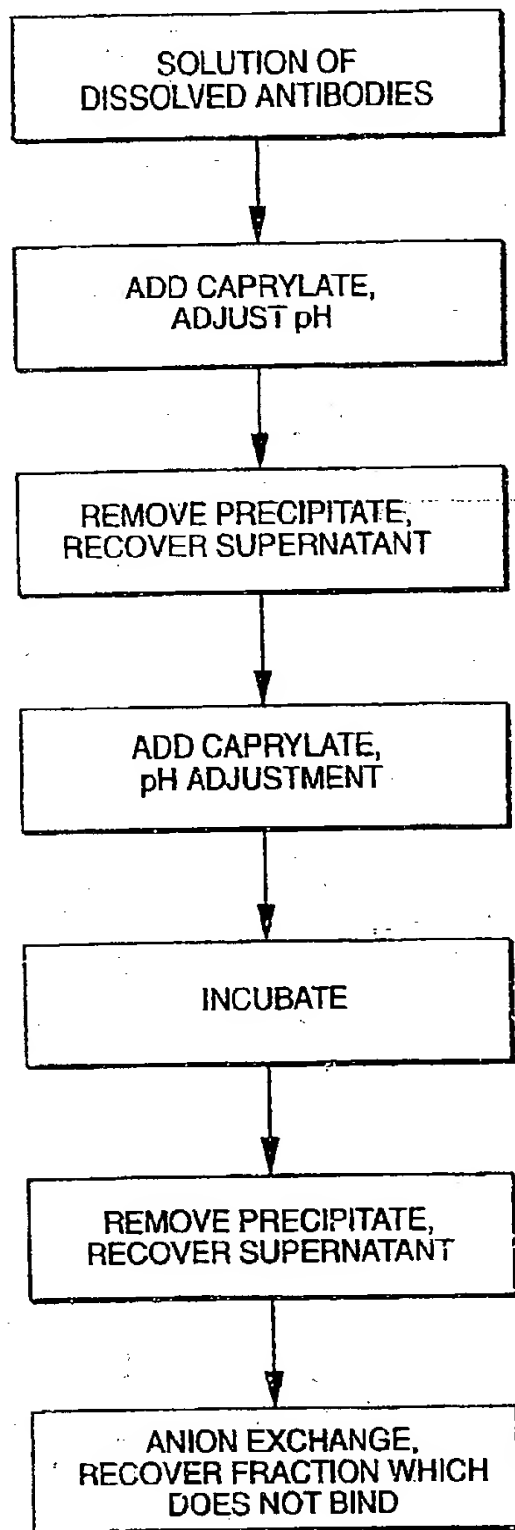 SOLUTION OF
DISSOLVED ANTIBODIES
ADD CAPRYLATE,
ADJUST pH
REMOVE PRECIPITATE,
RECOVER SUPERNATANT
ADD CAPRYLATE,
pH ADJUSTMENT
INCUBATE
REMOVE PRECIPITATE,
RECOVER SUPERNATANT
ANION EXCHANGE,
RECOVER FRACTION WHICH
DOES NOT BIND